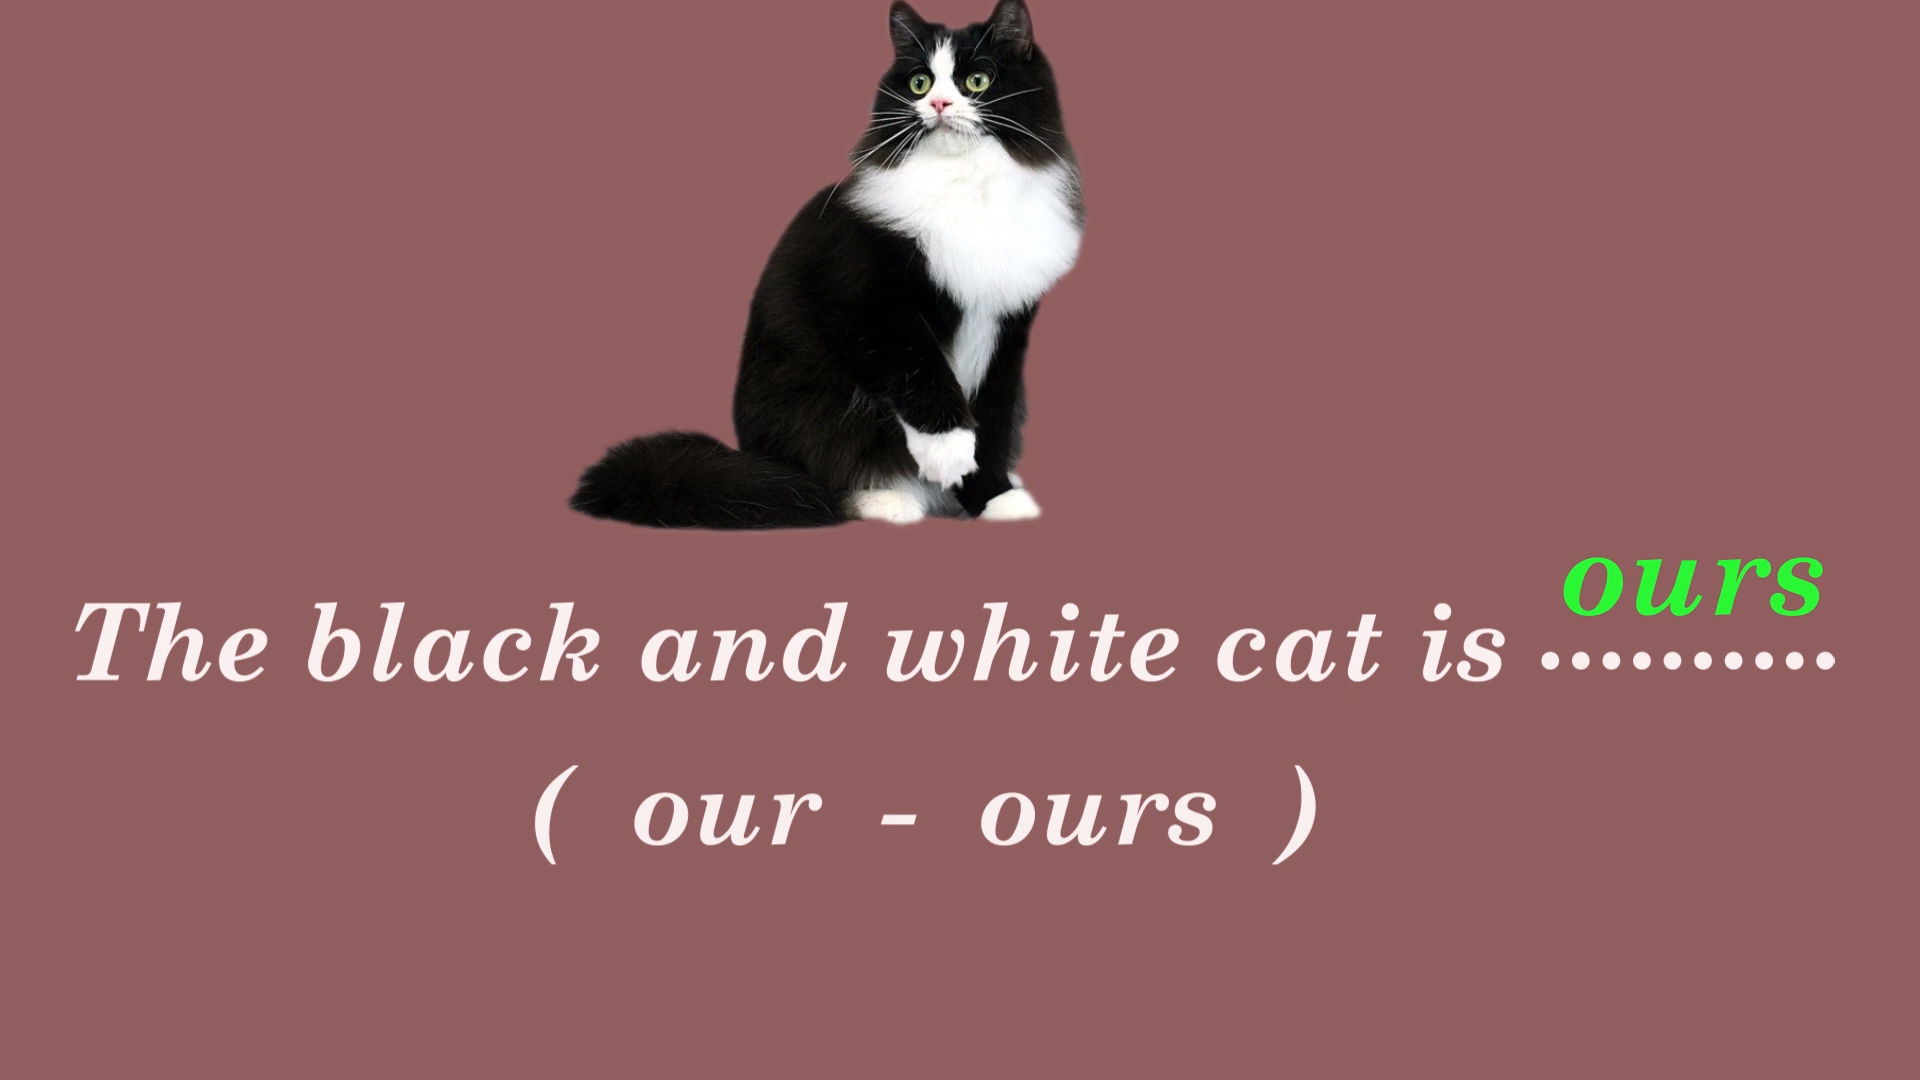 ours
The black and white cat is ..........
( our - ours )